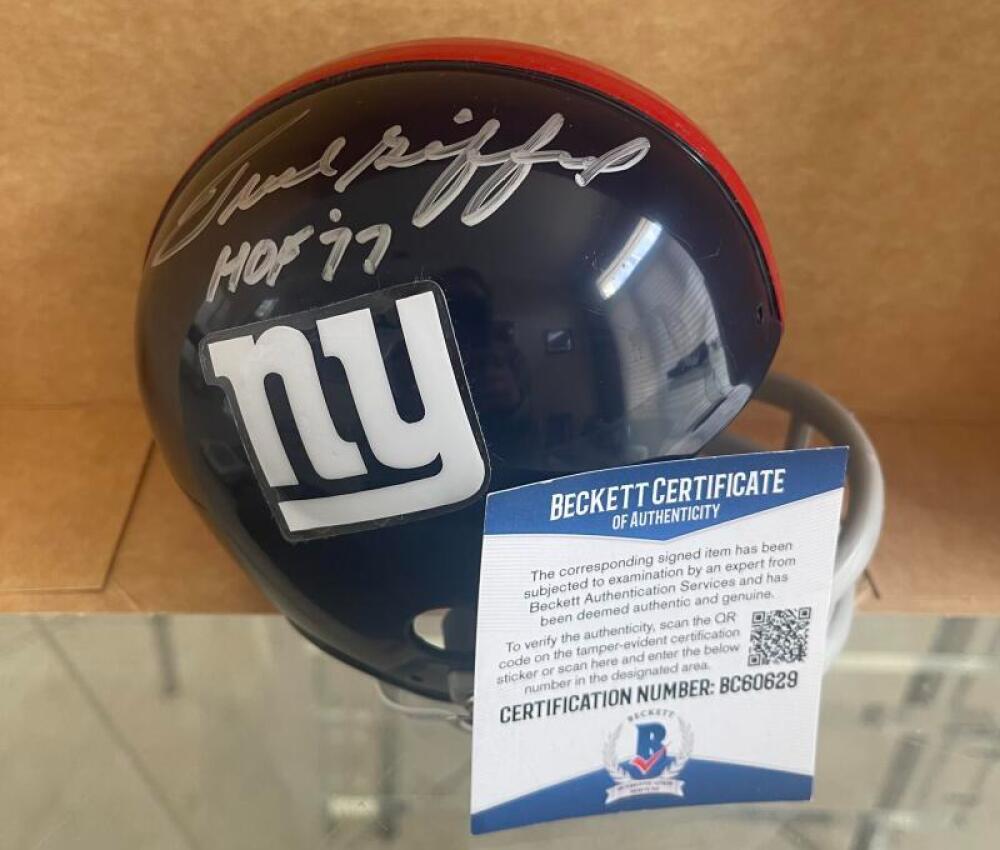 Frank Gifford
HOF '77
ny
BECKETT CERTIFICATE
OF AUTHENTICITY
The corresponding signed item has been
subjected to examination by an expert from
Beckett Authentication Services and has
been deemed authentic and genuine.
To verify the authenticity, scan the QR
code on the tamper-evident certification
sticker or scan here and enter the below
number in the designated area.
CERTIFICATION NUMBER: BC60629
BECKETT
B